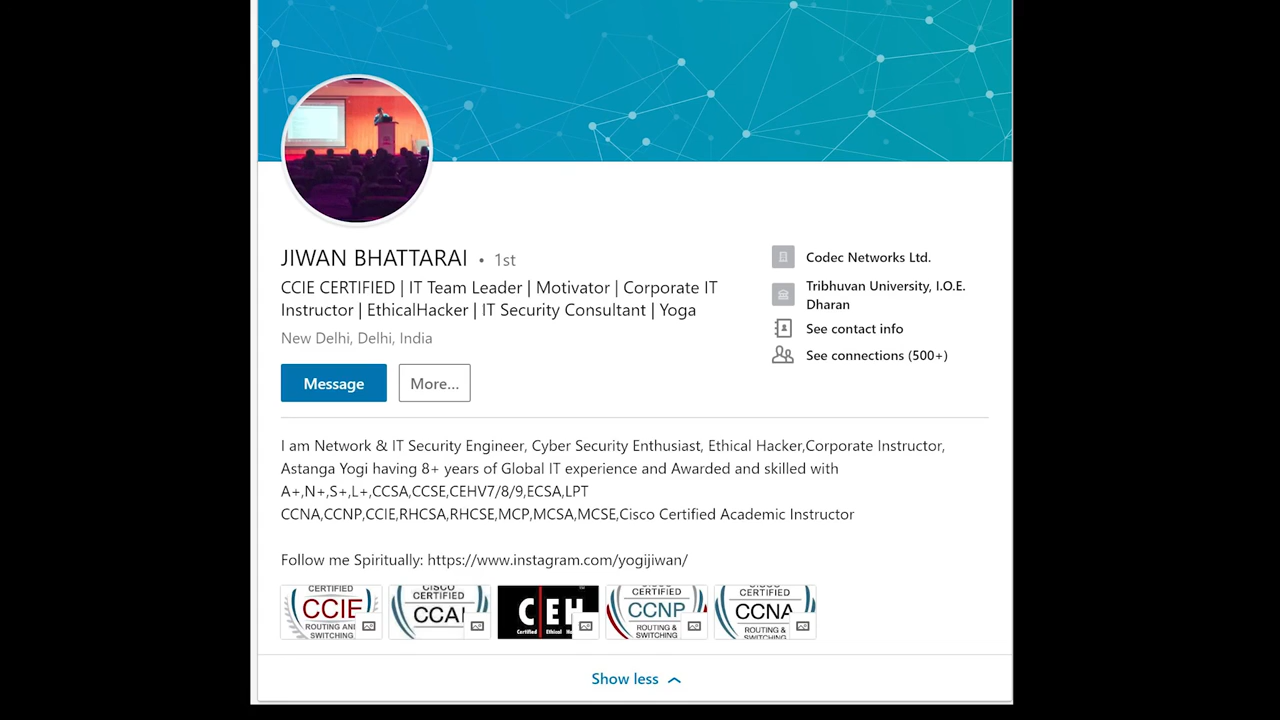 JIWAN BHATTARAI • 1st
CCIE CERTIFIED | IT Team Leader | Motivator | Corporate IT
Instructor | EthicalHacker | IT Security Consultant | Yoga
New Delhi, Delhi, India
Message
More...
Codec Networks Ltd.
Tribhuvan University, I.O.E.
Dharan
See contact info
See connections (500+)
I am Network & IT Security Engineer, Cyber Security Enthusiast, Ethical Hacker,Corporate Instructor,
Astanga Yogi having 8+ years of Global IT experience and Awarded and skilled with
A+,N+,S+,L+,CCSA,CCSE,CEHV7/8/9,ECSA,LPT
CCNA,CCNP,CCIE,RHCSA,RHCSE,MCP,MCSA,MCSE,Cisco Certified Academic Instructor
Follow me Spiritually: https://www.instagram.com/yogijiwan/
CERTIFIED
CCIE
ROUTING AND
SWITCHING
CISCO
CERTIFIED
CCAI
CEH
Certified Ethical
CERTIFIED
CCNP
ROUTING &
SWITCHING
CISCO
CERTIFIED
CCNA
ROUTING &
SWITCHING
Show less